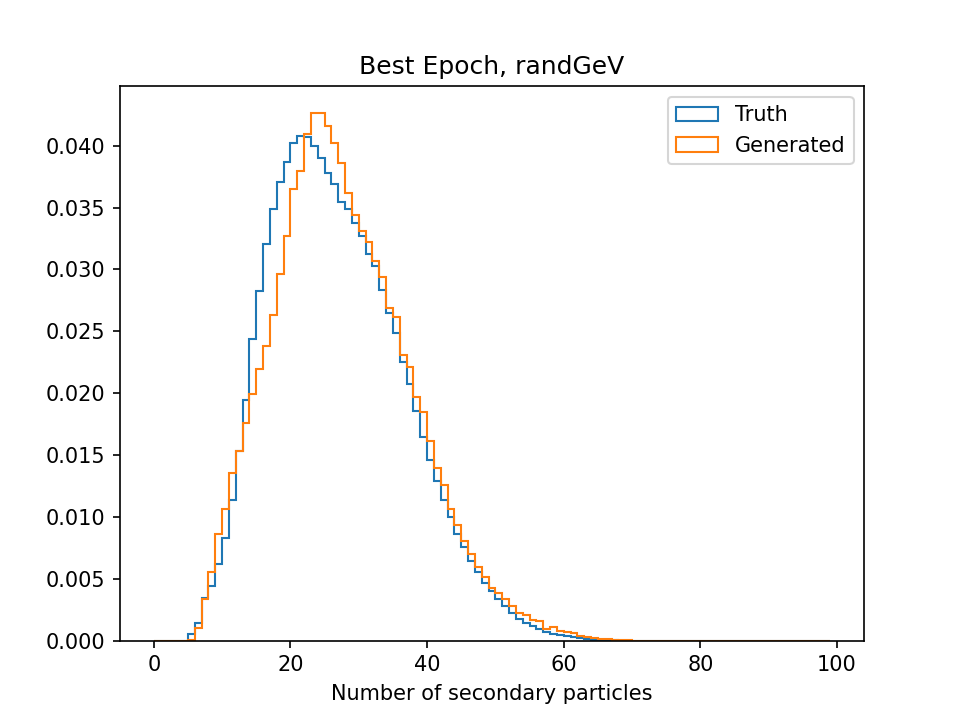 Best Epoch, randGeV
Truth
Generated
0.040
0.035
0.030
0.025
0.020
0.015
0.010
0.005
0.000
0 20 40 60 80 100
Number of secondary particles